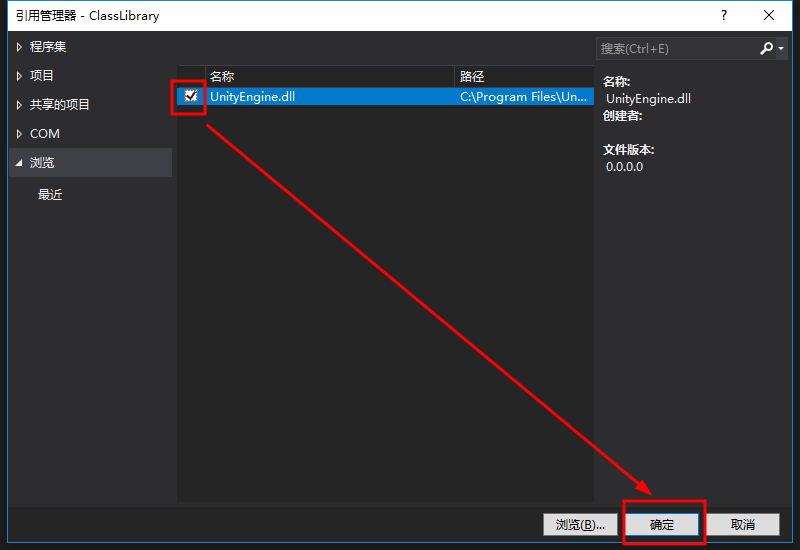 引用管理器 - ClassLibrary
?
程序集
项目
共享的项目
COM
浏览
最近
名称
路径
UnityEngine.dll
C:\Program Files\Un...
搜索(Ctrl+E)
名称:
UnityEngine.dll
创建者:
文件版本:
0.0.0.0
浏览(B)...
确定
取消